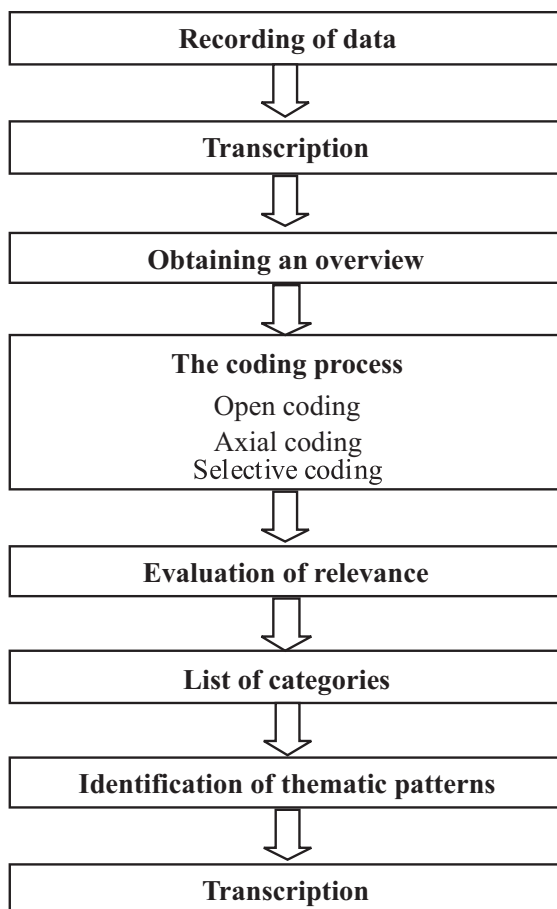 Recording of data
Transcription
Obtaining an overview
The coding process
Open coding
Axial coding
Selective coding
Evaluation of relevance
List of categories
Identification of thematic patterns
Transcription